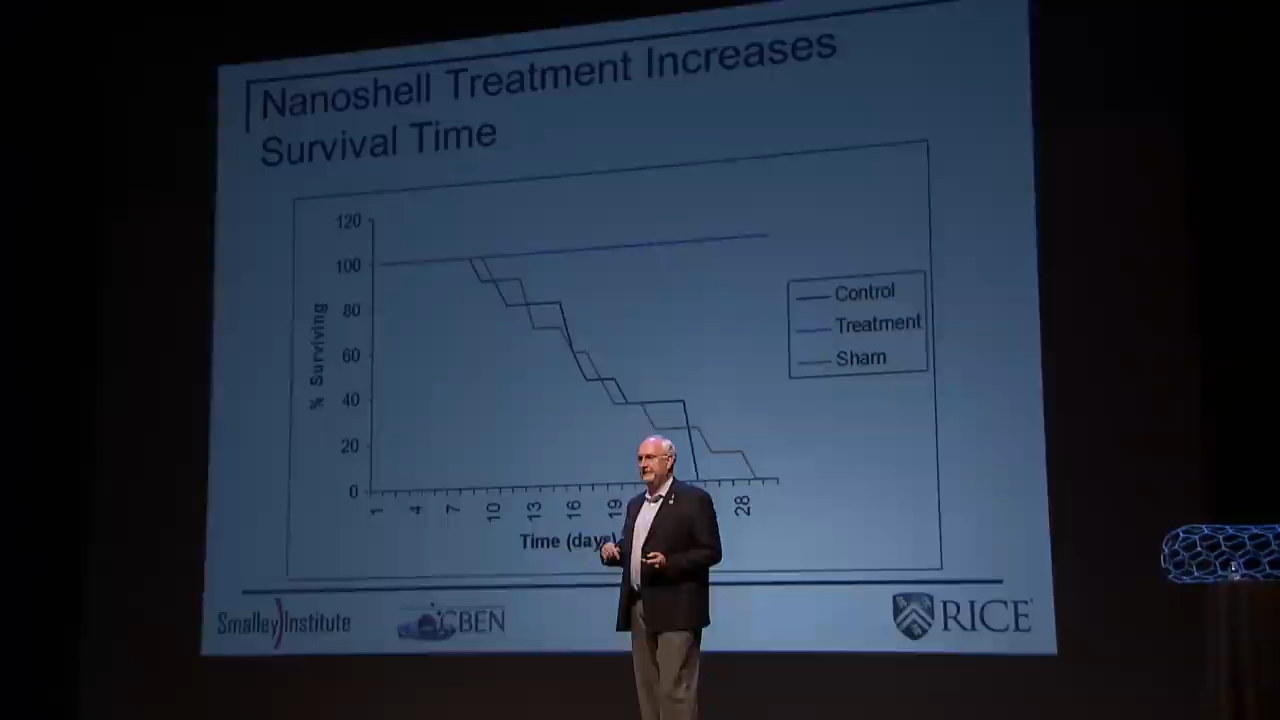 Nanoshell Treatment Increases
Survival Time
120
100
80
60
40
20
0
% Surviving
1 4 7 10 13 16 19 28
Time (days)
Control
Treatment
Sham
Smalley Institute
CBEN
RICE